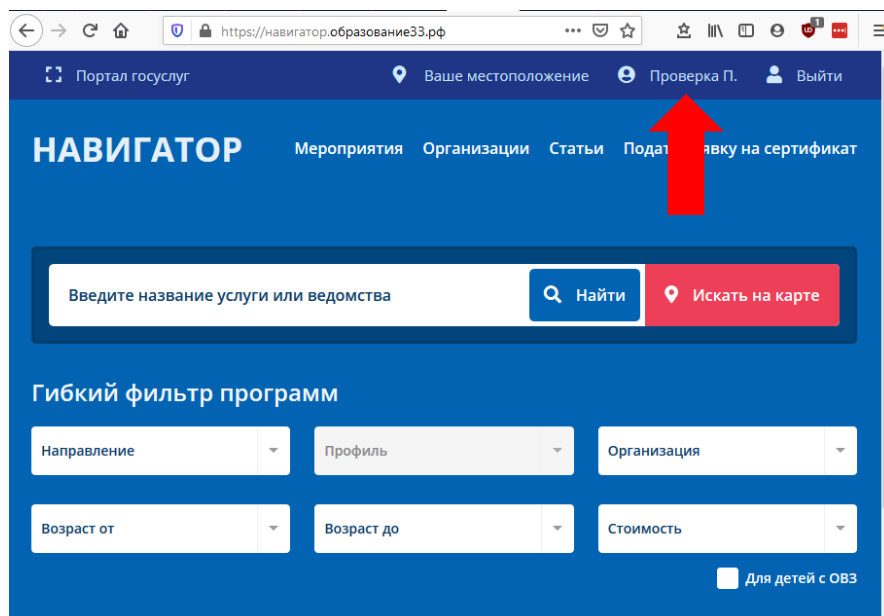 https://навигатор.образование33.рф
1
Портал госуслуг Ваше местоположение Проверка П. Выйти
НАВИГАТОР Мероприятия Организации Статьи на сертификат
Введите название услуги или ведомства Найти Искать на карте
Гибкий фильтр программ
Направление Профиль Организация
Возраст от Возраст до Стоимость
Для детей с ОВЗ